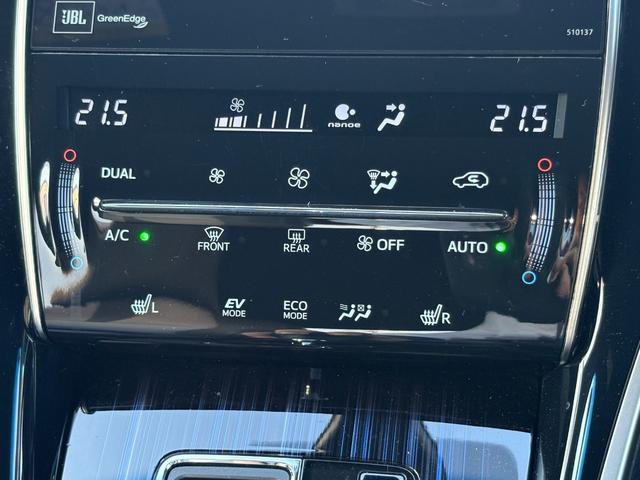 JBL GreenEdge
510137
21.5 nanoe 21.5
DUAL
A/C FRONT REAR OFF AUTO
L EV MODE ECO MODE R